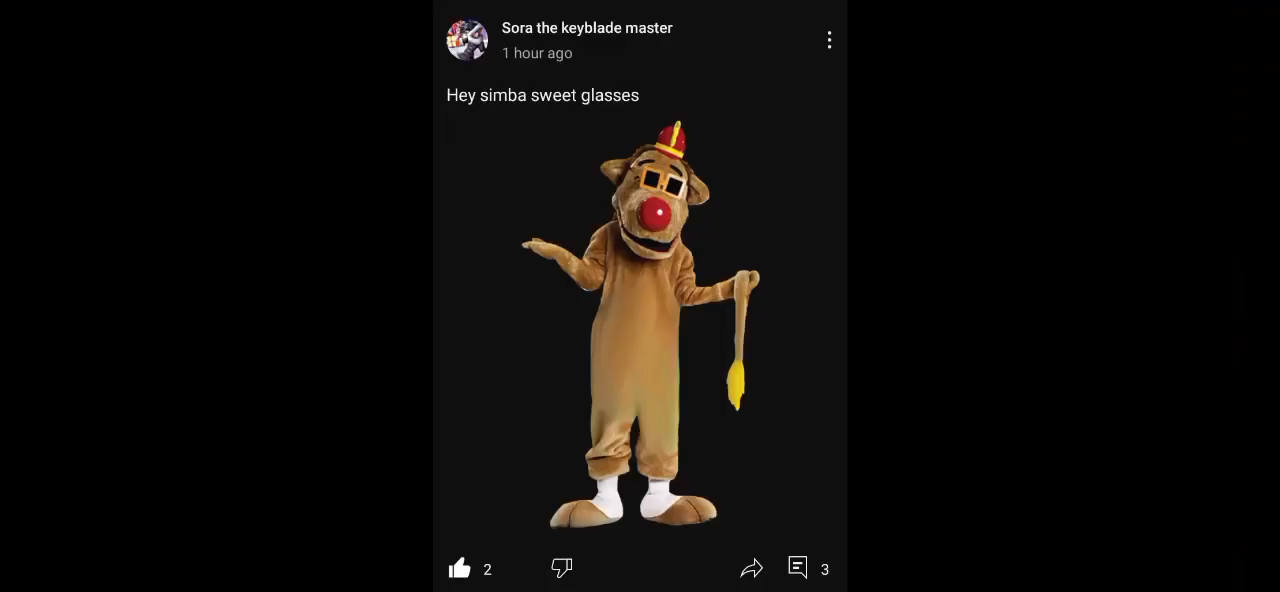 Sora the keyblade master
1 hour ago
Hey simba sweet glasses
2
3